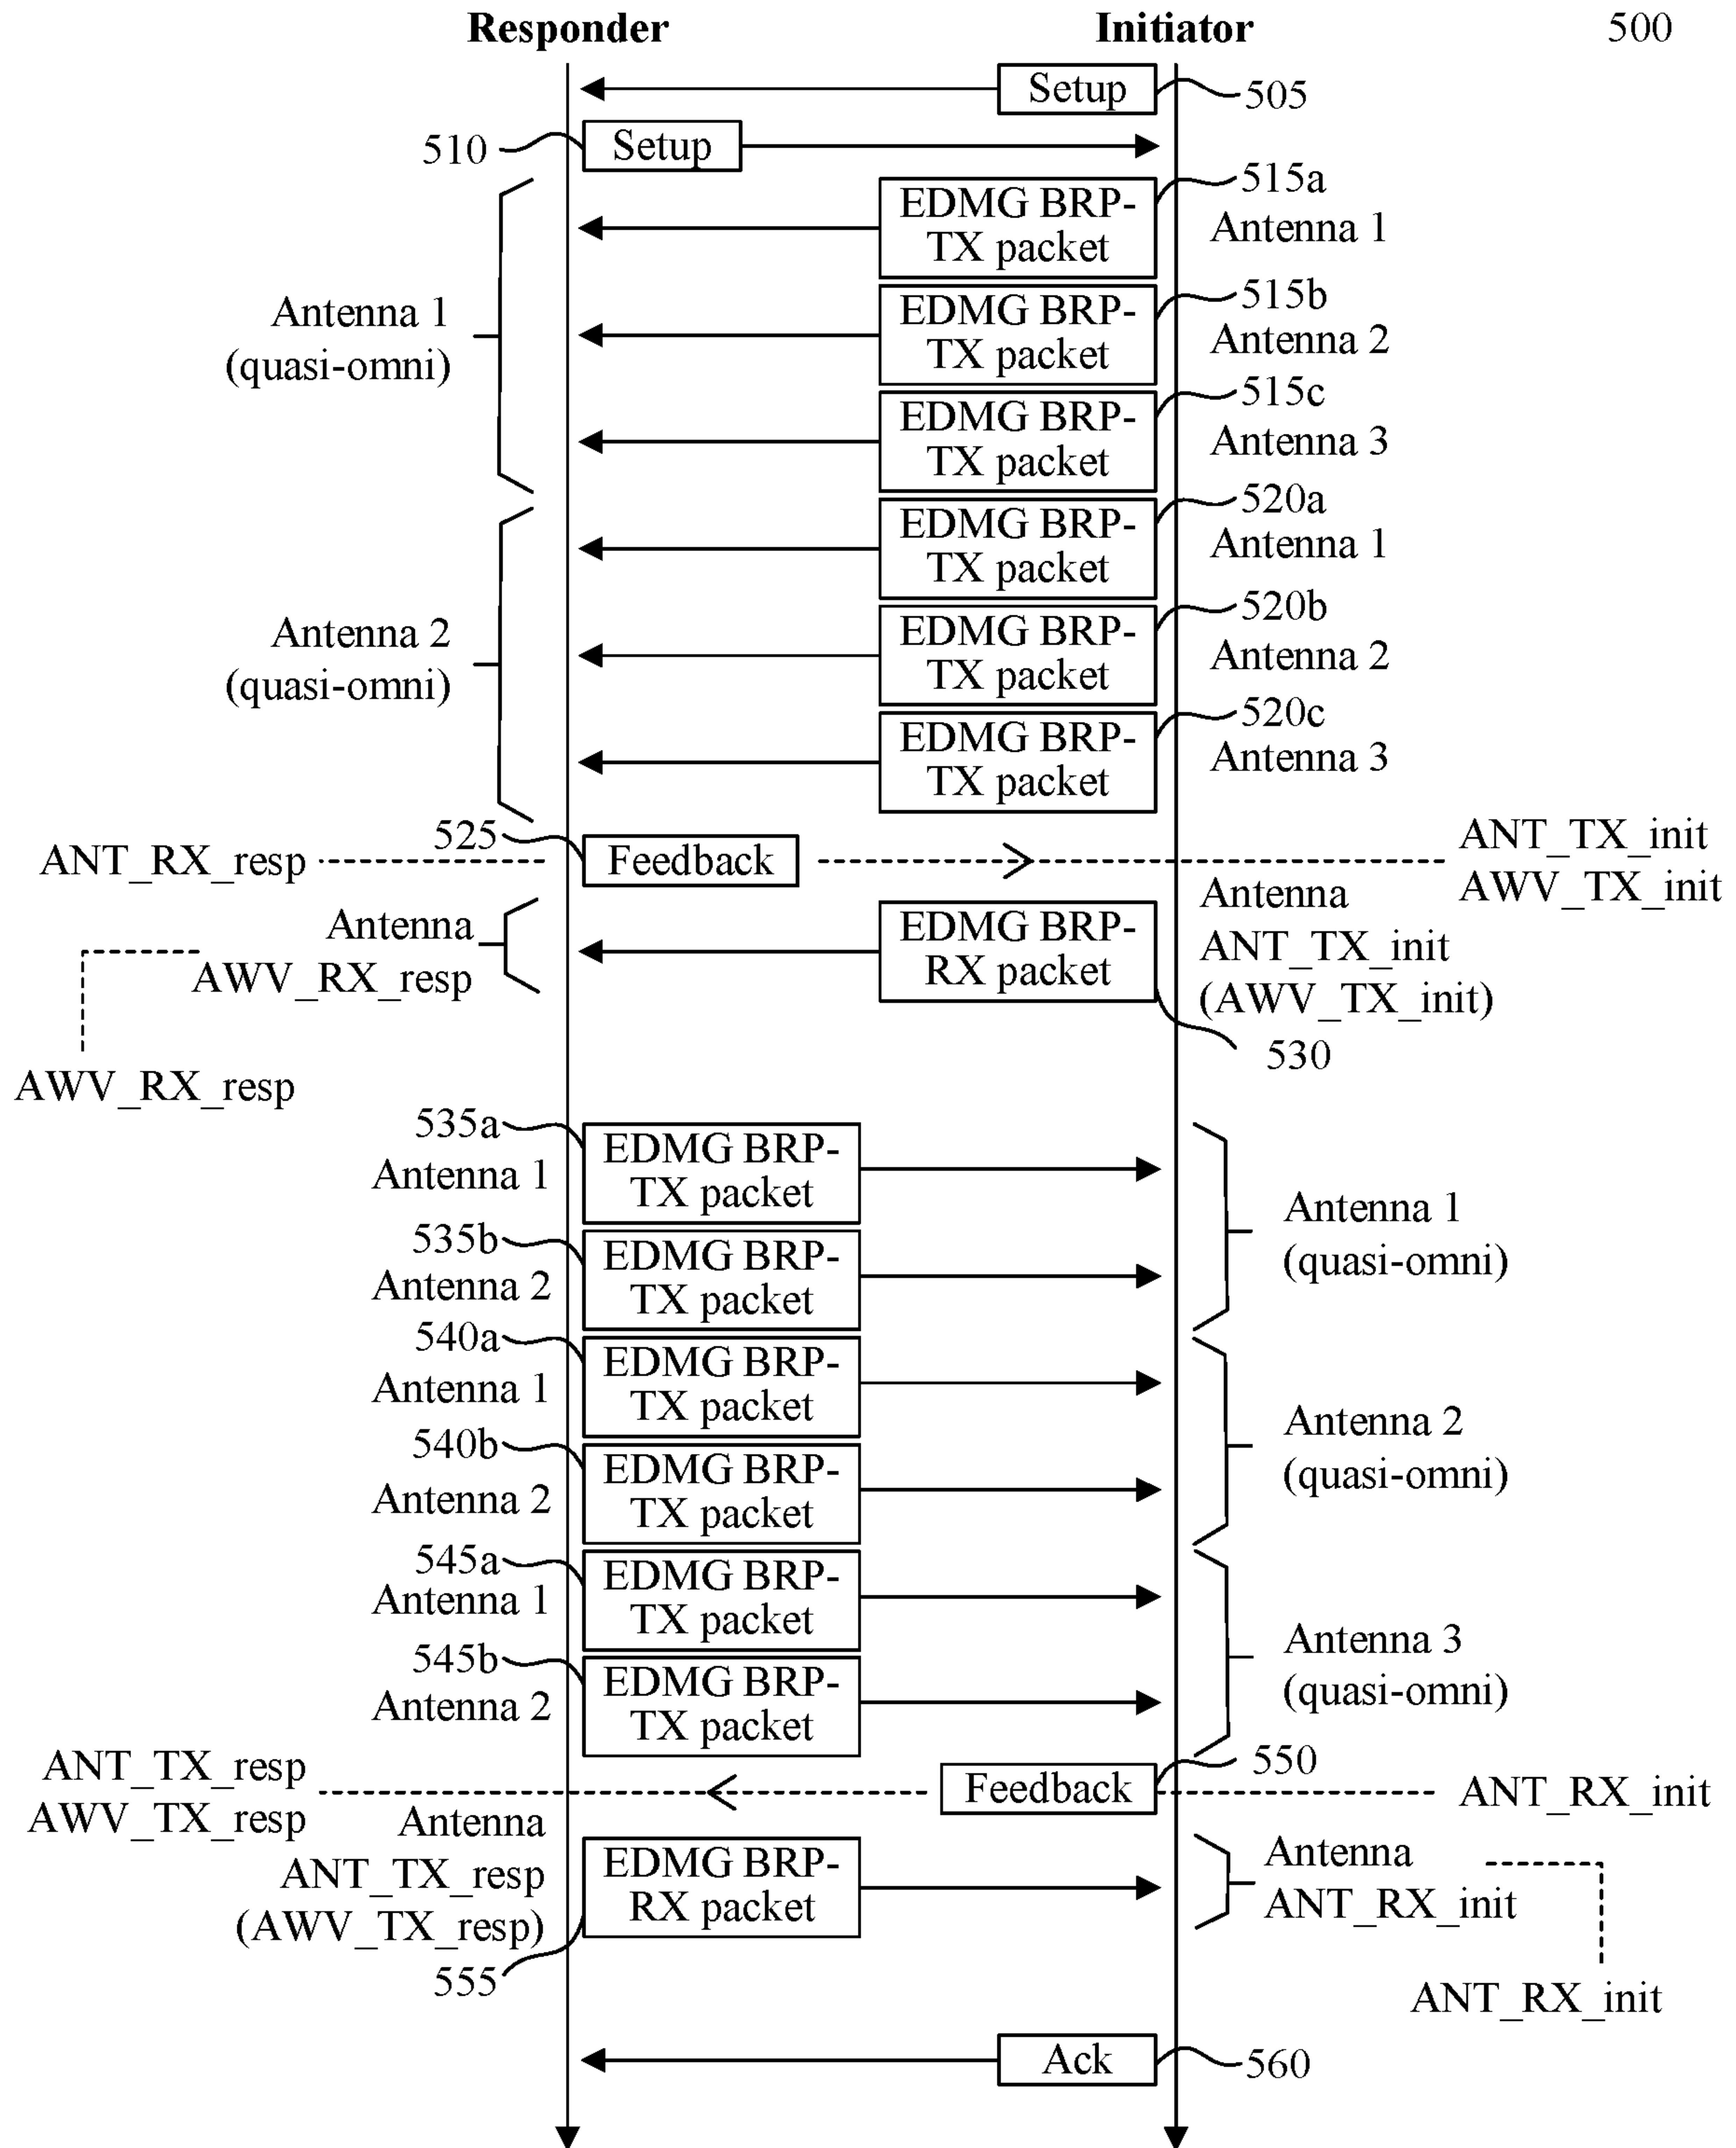 Responder Initiator 500
Setup 505
510 Setup
EDMG BRP-
TX packet
515a
Antenna 1
EDMG BRP-
TX packet
515b
Antenna 2
EDMG BRP-
TX packet
515c
Antenna 3
Antenna 1
(quasi-omni)
EDMG BRP-
TX packet
520a
Antenna 1
EDMG BRP-
TX packet
520b
Antenna 2
EDMG BRP-
TX packet
520c
Antenna 3
Antenna 2
(quasi-omni)
525
ANT_RX_resp
Feedback
ANT_TX_init
AWV_TX_init
Antenna
AWV_RX_resp
AWV_RX_resp
EDMG BRP-
RX packet
Antenna
ANT_TX_init
(AWV_TX_init)
530
535a
Antenna 1
EDMG BRP-
TX packet
535b
Antenna 2
EDMG BRP-
TX packet
Antenna 1
(quasi-omni)
540a
Antenna 1
EDMG BRP-
TX packet
540b
Antenna 2
EDMG BRP-
TX packet
Antenna 2
(quasi-omni)
545a
Antenna 1
EDMG BRP-
TX packet
545b
Antenna 2
EDMG BRP-
TX packet
Antenna 3
(quasi-omni)
ANT_TX_resp
AWV_TX_resp
Feedback
550
ANT_RX_init
Antenna
ANT_TX_resp
(AWV_TX_resp)
555
EDMG BRP-
RX packet
Antenna
ANT_RX_init
ANT_RX_init
Ack 560